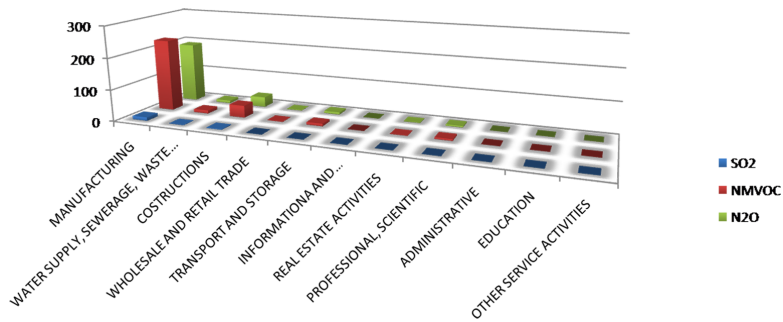 300
200
100
0
MANUFACTURING
WATER SUPPLY, SEWERAGE, WASTE...
COSTRUCTIONS
WHOLESALE AND RETAIL TRADE
TRANSPORT AND STORAGE
INFORMATIONA AND...
REAL ESTATE ACTIVITIES
PROFESSIONAL, SCIENTIFIC
ADMINISTRATIVE
EDUCATION
OTHER SERVICE ACTIVITIES
SO2
NMVOC
N2O